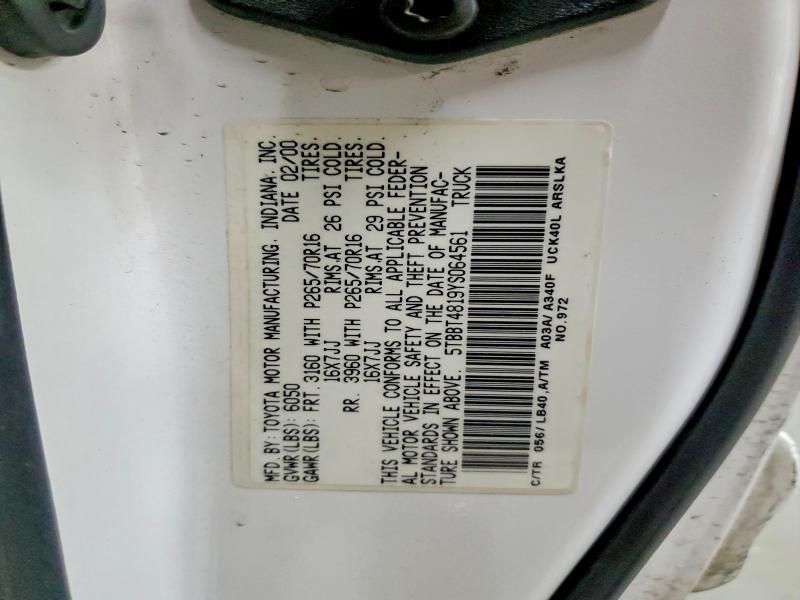 MFD. BY: TOYOTA MOTOR MANUFACTURING, INDIANA, INC.
GVWR (LBS): 6050 DATE 02/00
GAWR (LBS): FRT. 3160 WITH P265/70R16 TIRES,
16X7JJ RIMS, AT 26 PSI COLD.
RR. 3960 WITH P265/70R16 TIRES,
16X7JJ RIMS, AT 29 PSI COLD.
THIS VEHICLE CONFORMS TO ALL APPLICABLE FEDER-
AL MOTOR VEHICLE SAFETY AND THEFT PREVENTION
STANDARDS IN EFFECT ON THE DATE OF MANUFAC-
TURE SHOWN ABOVE. 5TBBT4819YS064561 TRUCK
C/TR 056/LB40, A/TM A03A/A340F UCK40L ARSLKA
NO. 972